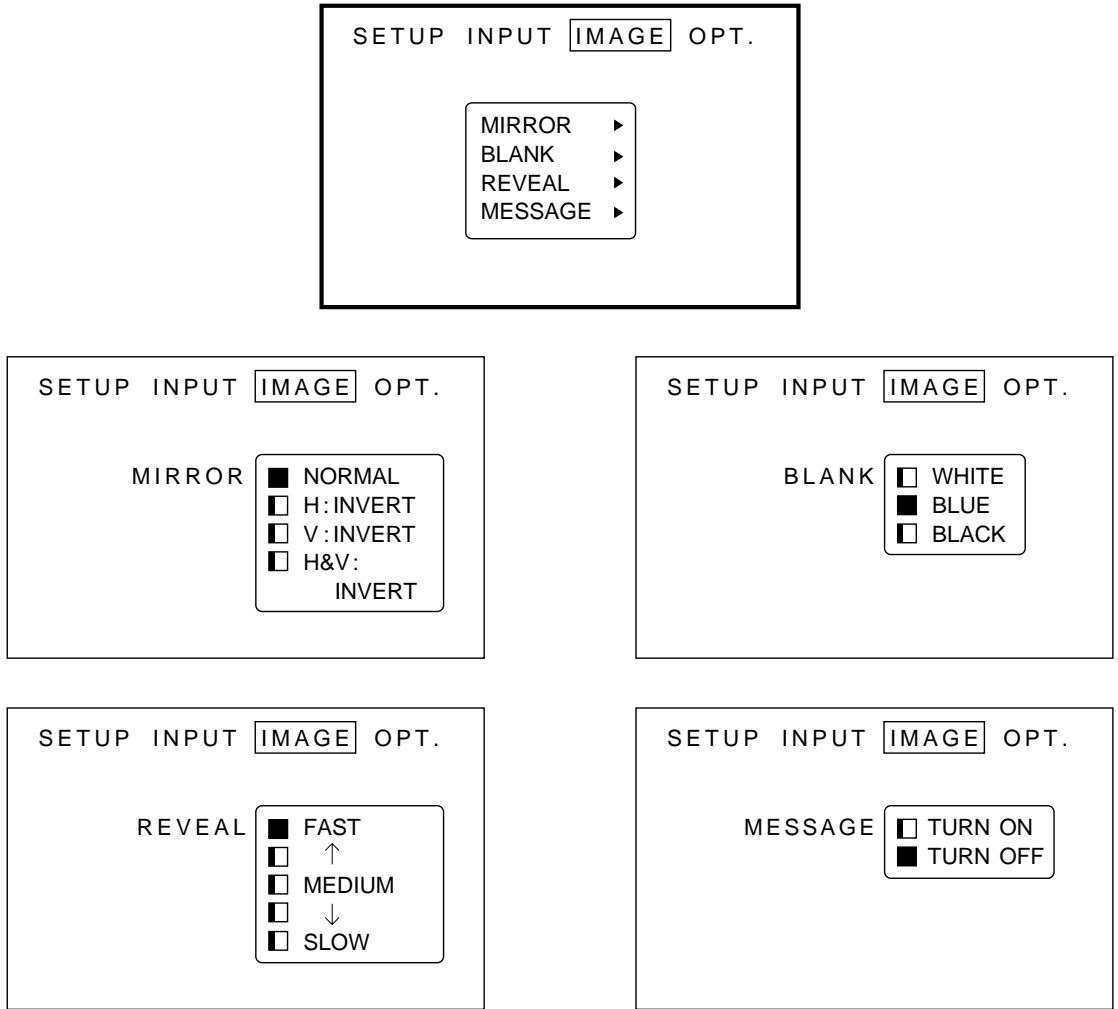 SETUP INPUT IMAGE OPT.
MIRROR
BLANK
REVEAL
MESSAGE
SETUP INPUT IMAGE OPT.
MIRROR NORMAL
H:INVERT
V:INVERT
H&V:
INVERT
SETUP INPUT IMAGE OPT.
BLANK WHITE
BLUE
BLACK
SETUP INPUT IMAGE OPT.
REVEAL FAST
↑
MEDIUM
↓
SLOW
SETUP INPUT IMAGE OPT.
MESSAGE TURN ON
TURN OFF